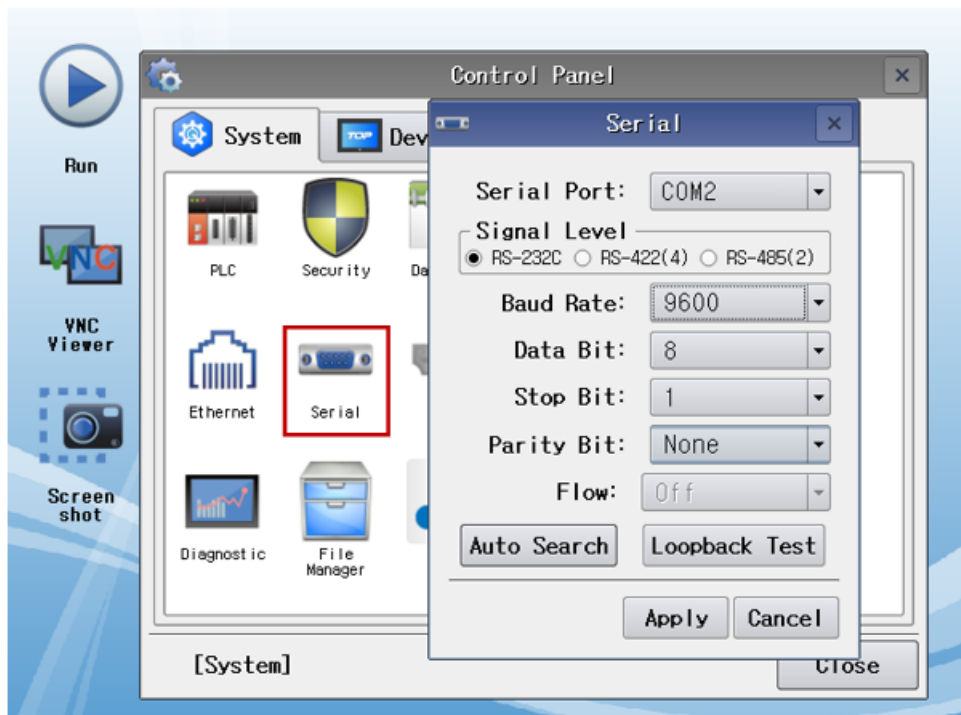 Control Panel
System
TOP
Dev
Serial
Serial Port: COM2
Signal Level
RS-232C RS-422(4) RS-485(2)
Baud Rate: 9600
Data Bit: 8
Stop Bit: 1
Parity Bit: None
Flow: Off
Auto Search Loopback Test
Apply Cancel
PLC Security Da
Ethernet Serial
Diagnostic File
Manager
[System] Close
Run
VNC
VNC
Viewer
Screen
shot